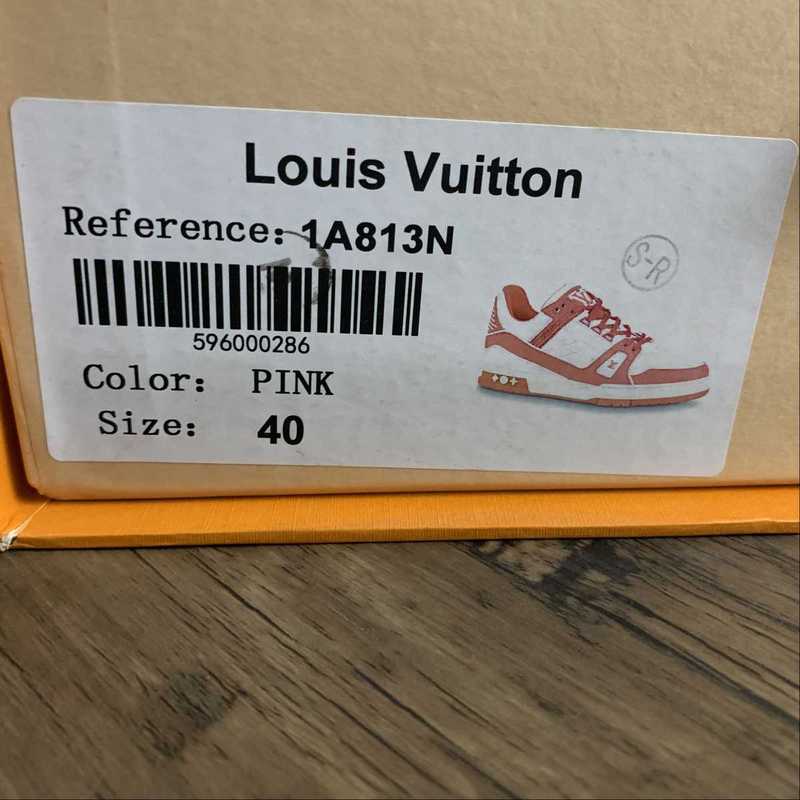 Louis Vuitton
Reference: 1A813N
S-R
596000286
Color: PINK
Size: 40